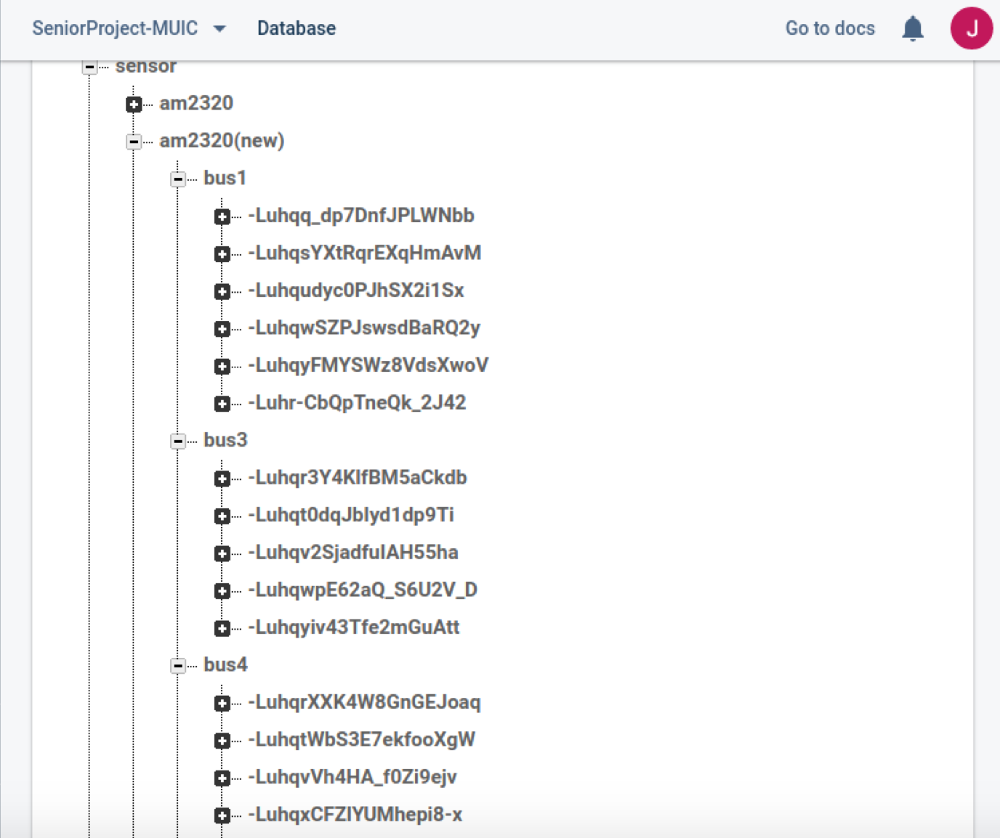 SeniorProject-MUIC Database Go to docs J
sensor
am2320
am2320(new)
bus1
-Luhqq_dp7DnfJPLWNbb
-LuhqsYXtRqrEXqHmAvM
-Luhqudyc0PJhSX2i1Sx
-LuhqwSZPJswsdBaRQ2y
-LuhqyFMYSWz8VdsXwoV
-Luhr-CbQpTneQk_2J42
bus3
-Luhqr3Y4KlfBM5aCkdb
-Luhqt0dqJblyd1dp9Ti
-Luhqv2SjadfulAH55ha
-LuhqwpE62aQ_S6U2V_D
-Luhqyiv43Tfe2mGuAtt
bus4
-LuhqrXXK4W8GnGEJoaq
-LuhqtWbS3E7ekfooXgW
-LuhqvVh4HA_f0Zi9ejv
-LuhqxCFZIYUMhepi8-x